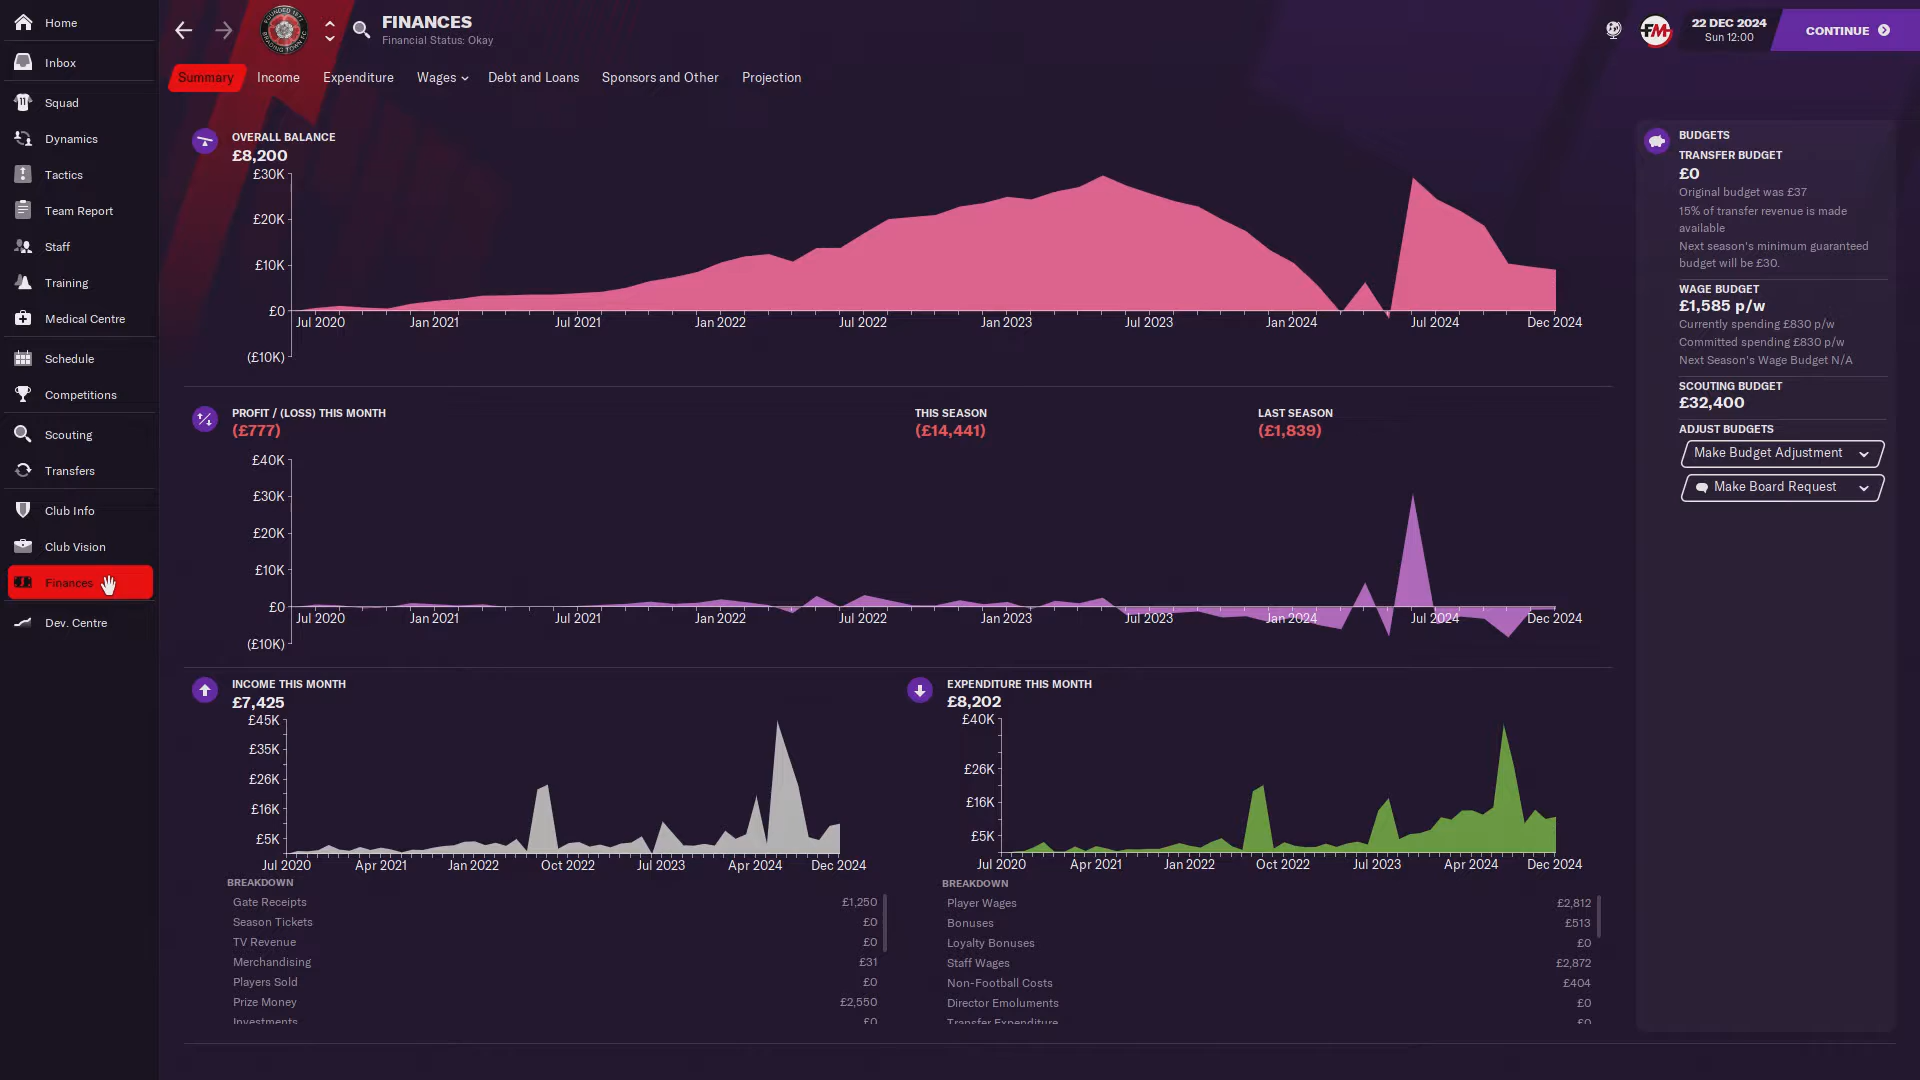 Home
Inbox
Squad
Dynamics
Tactics
Team Report
Staff
Training
Medical Centre
Schedule
Competitions
Scouting
Transfers
Club Info
Club Vision
Finances
Dev. Centre
FOUNDED 1871
BRADING TOWN FC
FINANCES
Financial Status: Okay
FM
22 DEC 2024
Sun 12:00
CONTINUE
Summary Income Expenditure Wages Debt and Loans Sponsors and Other Projection
OVERALL BALANCE
£8,200
£30K
£20K
£10K
£0
(£10K)
Jul 2020 Jan 2021 Jul 2021 Jan 2022 Jul 2022 Jan 2023 Jul 2023 Jan 2024 Jul 2024 Dec 2024
PROFIT / (LOSS) THIS MONTH
(£777)
THIS SEASON
(£14,441)
LAST SEASON
(£1,839)
£40K
£30K
£20K
£10K
£0
(£10K)
Jul 2020 Jan 2021 Jul 2021 Jan 2022 Jul 2022 Jan 2023 Jul 2023 Jan 2024 Jul 2024 Dec 2024
INCOME THIS MONTH
£7,425
£45K
£35K
£26K
£16K
£5K
Jul 2020 Apr 2021 Jan 2022 Oct 2022 Jul 2023 Apr 2024 Dec 2024
BREAKDOWN
Gate Receipts £1,250
Season Tickets £0
TV Revenue £0
Merchandising £31
Players Sold £0
Prize Money £2,550
Investments £0
EXPENDITURE THIS MONTH
£8,202
£40K
£26K
£16K
£5K
Jul 2020 Apr 2021 Jan 2022 Oct 2022 Jul 2023 Apr 2024 Dec 2024
BREAKDOWN
Player Wages £2,812
Bonuses £513
Loyalty Bonuses £0
Staff Wages £2,872
Non-Football Costs £404
Director Emoluments £0
Transfer Expenditure £0
BUDGETS
TRANSFER BUDGET
£0
Original budget was £37
15% of transfer revenue is made
available
Next season's minimum guaranteed
budget will be £30.
WAGE BUDGET
£1,585 p/w
Currently spending £830 p/w
Committed spending £830 p/w
Next Season's Wage Budget N/A
SCOUTING BUDGET
£32,400
ADJUST BUDGETS
Make Budget Adjustment
Make Board Request